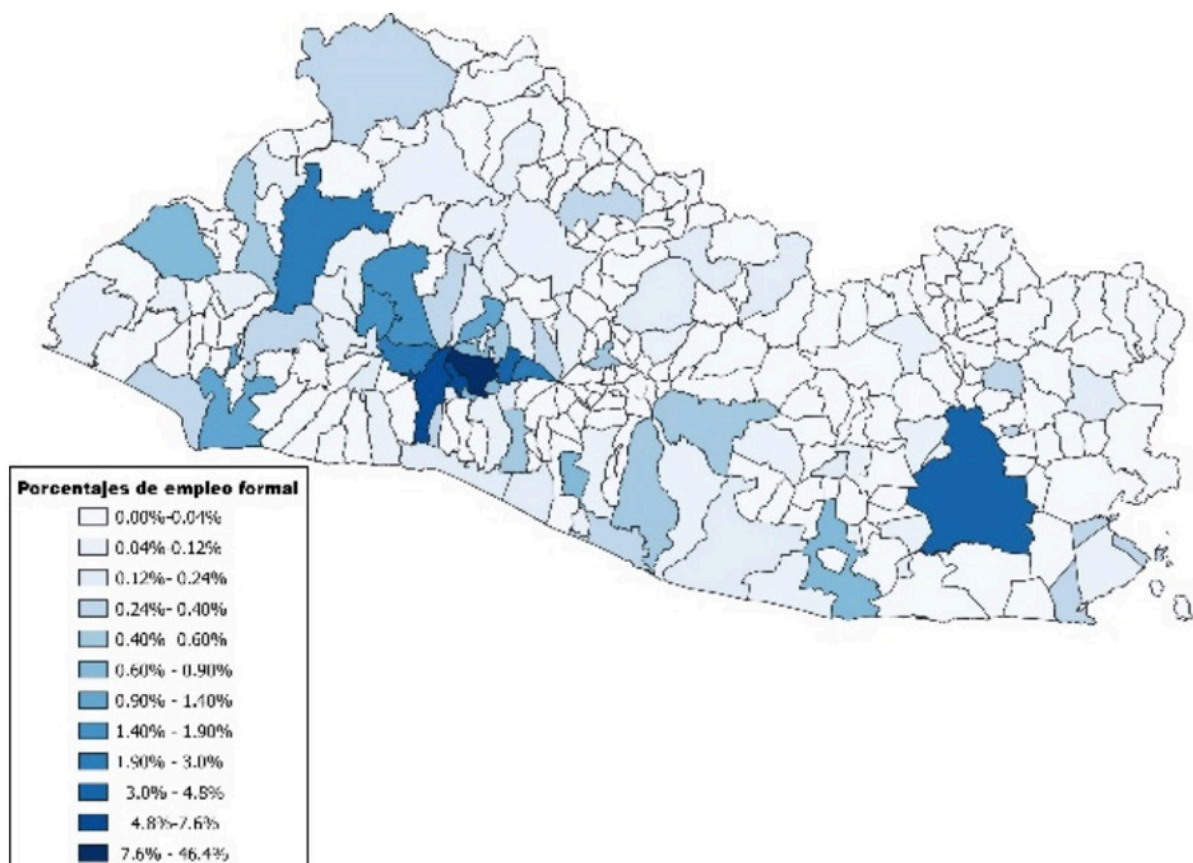 Porcentajes de empleo formal
0.00%-0.04%
0.04%-0.12%
0.12%- 0.24%
0.24%- 0.40%
0.40% 0.60%
0.60% - 0.90%
0.90% - 1.40%
1.40% - 1.90%
1.90% - 3.0%
3.0% - 4.8%
4.8%-7.6%
7.6% - 46.4%